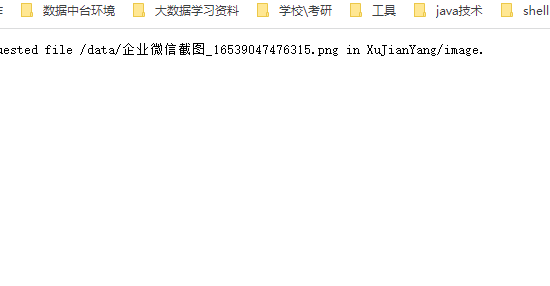 数据中台环境 大数据学习资料 学校\考研 工具 java技术 shell
uested file /data/企业微信截图_16539047476315.png in XuJianYang/image.